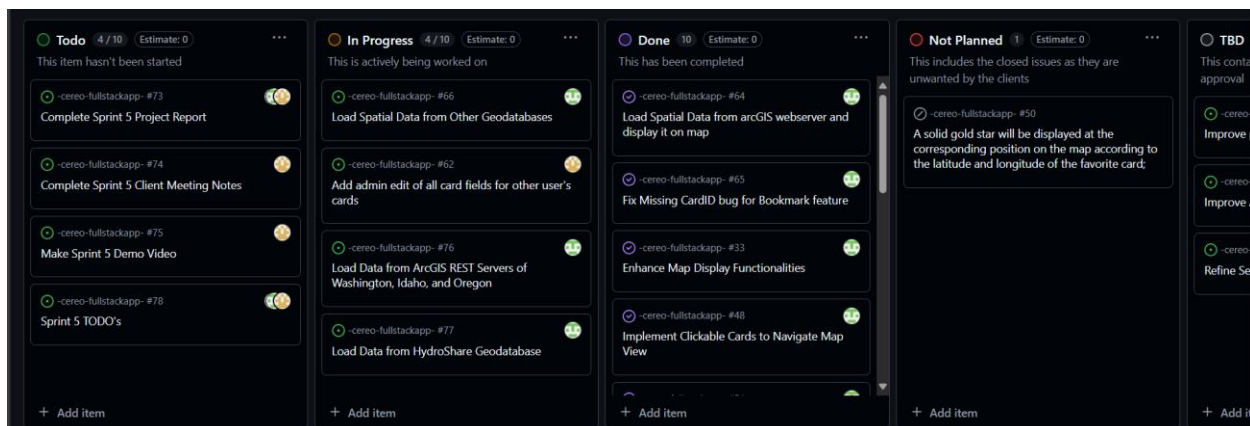 Todo 4 / 10 Estimate: 0
This item hasn't been started
-cereo-fullstackapp- #73
Complete Sprint 5 Project Report
-cereo-fullstackapp- #74
Complete Sprint 5 Client Meeting Notes
-cereo-fullstackapp- #75
Make Sprint 5 Demo Video
-cereo-fullstackapp- #78
Sprint 5 TODO's
+ Add item
In Progress 4 / 10 Estimate: 0
This is actively being worked on
-cereo-fullstackapp- #66
Load Spatial Data from Other Geodatabases
-cereo-fullstackapp- #62
Add admin edit of all card fields for other user's
cards
-cereo-fullstackapp- #76
Load Data from ArcGIS REST Servers of
Washington, Idaho, and Oregon
-cereo-fullstackapp- #77
Load Data from HydroShare Geodatabase
+ Add item
Done 10 Estimate: 0
This has been completed
-cereo-fullstackapp- #64
Load Spatial Data from arcGIS webserver and
display it on map
-cereo-fullstackapp- #65
Fix Missing CardID bug for Bookmark feature
-cereo-fullstackapp- #33
Enhance Map Display Functionalities
-cereo-fullstackapp- #48
Implement Clickable Cards to Navigate Map
View
+ Add item
Not Planned 1 Estimate: 0
This includes the closed issues as they are
unwanted by the clients
-cereo-fullstackapp- #50
A solid gold star will be displayed at the
corresponding position on the map according to
the latitude and longitude of the favorite card;
+ Add item
TBD
This conta
approval
-cereo-
Improve
-cereo-
Improve
-cereo-
Refine Se
+ Add it